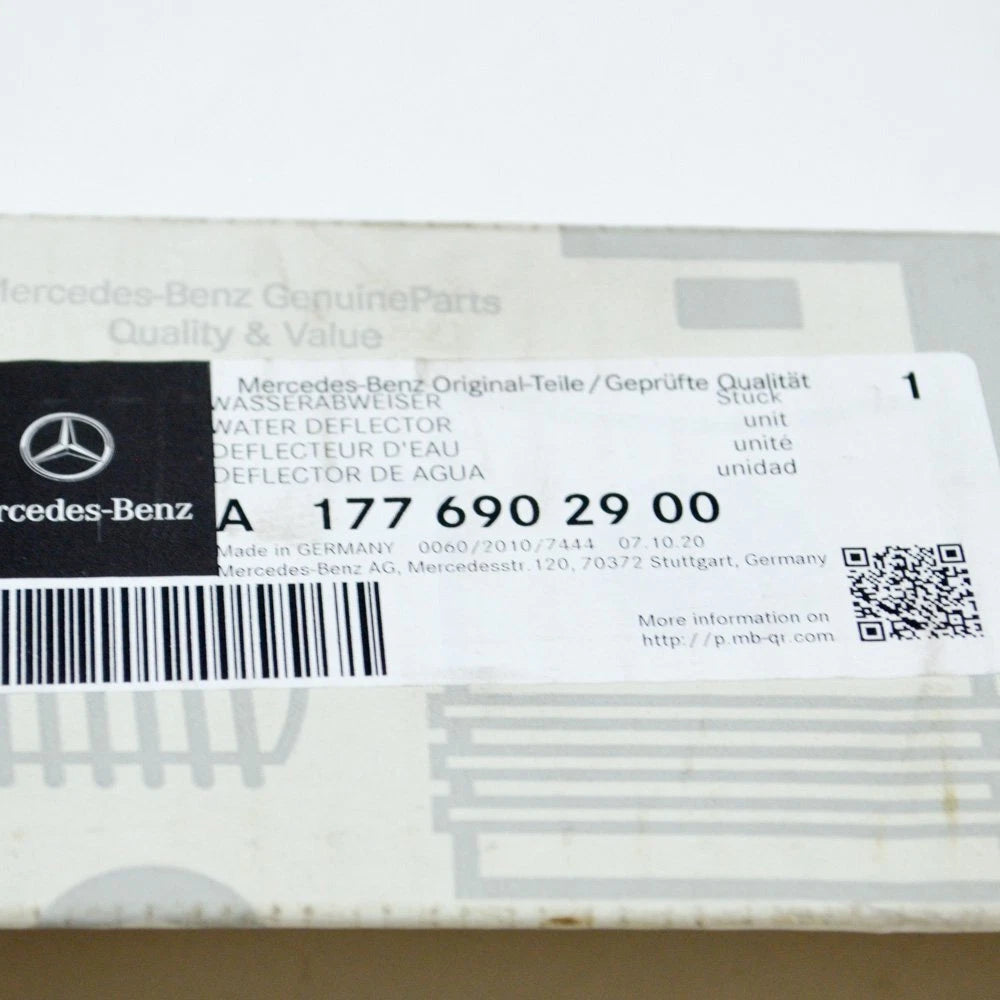 Mercedes-Benz GenuineParts
Quality & Value
Mercedes-Benz Original-Teile/Geprüfte Qualität 1
WASSERABWEISER Stück
WATER DEFLECTOR unit
DEFLECTEUR D'EAU unité
DEFLECTOR DE AGUA unidad
rcedes-Benz
A 177 690 29 00
Made in GERMANY 0060/2010/7444 07.10.20
Mercedes-Benz AG, Mercedesstr.120, 70372 Stuttgart, Germany
More information on
http://p.mb-qr.com